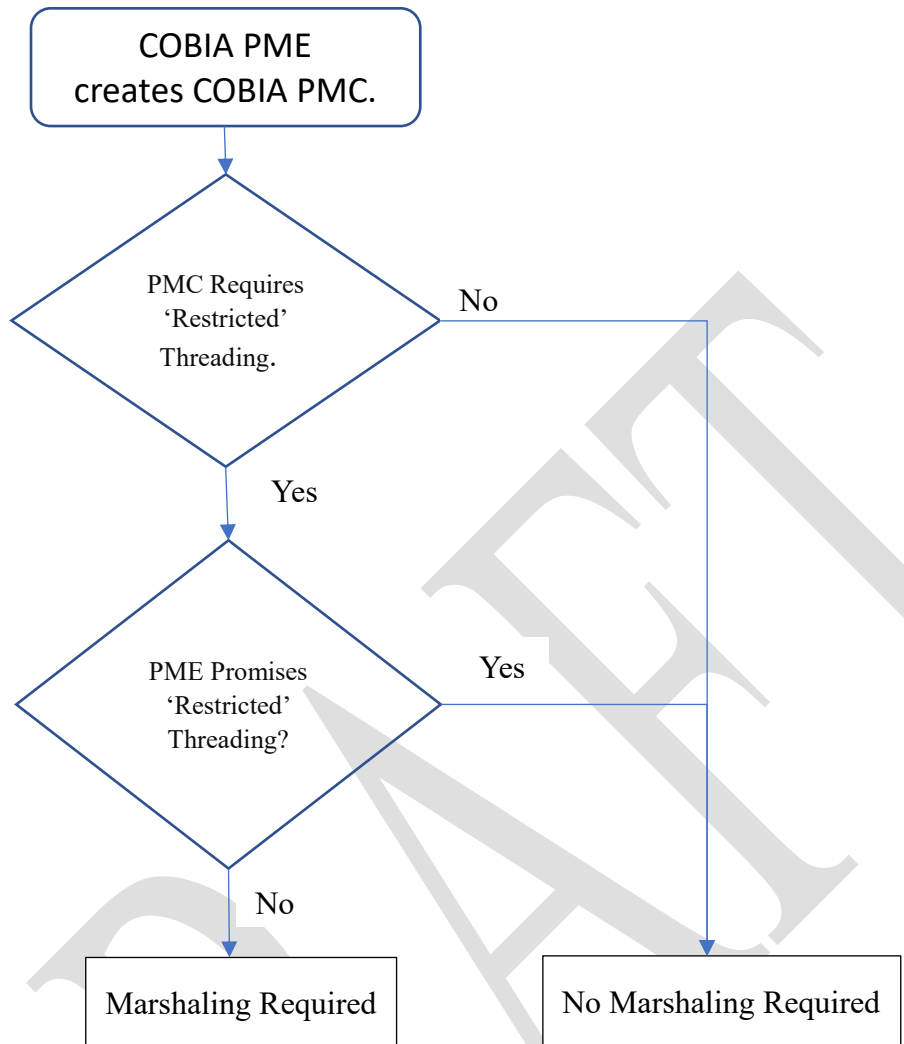 COBIA PME
creates COBIA PMC.
PMC Requires
‘Restricted’
Threading.
No
Yes
PME Promises
‘Restricted’
Threading?
Yes
No
Marshaling Required
No Marshaling Required
DRAFT